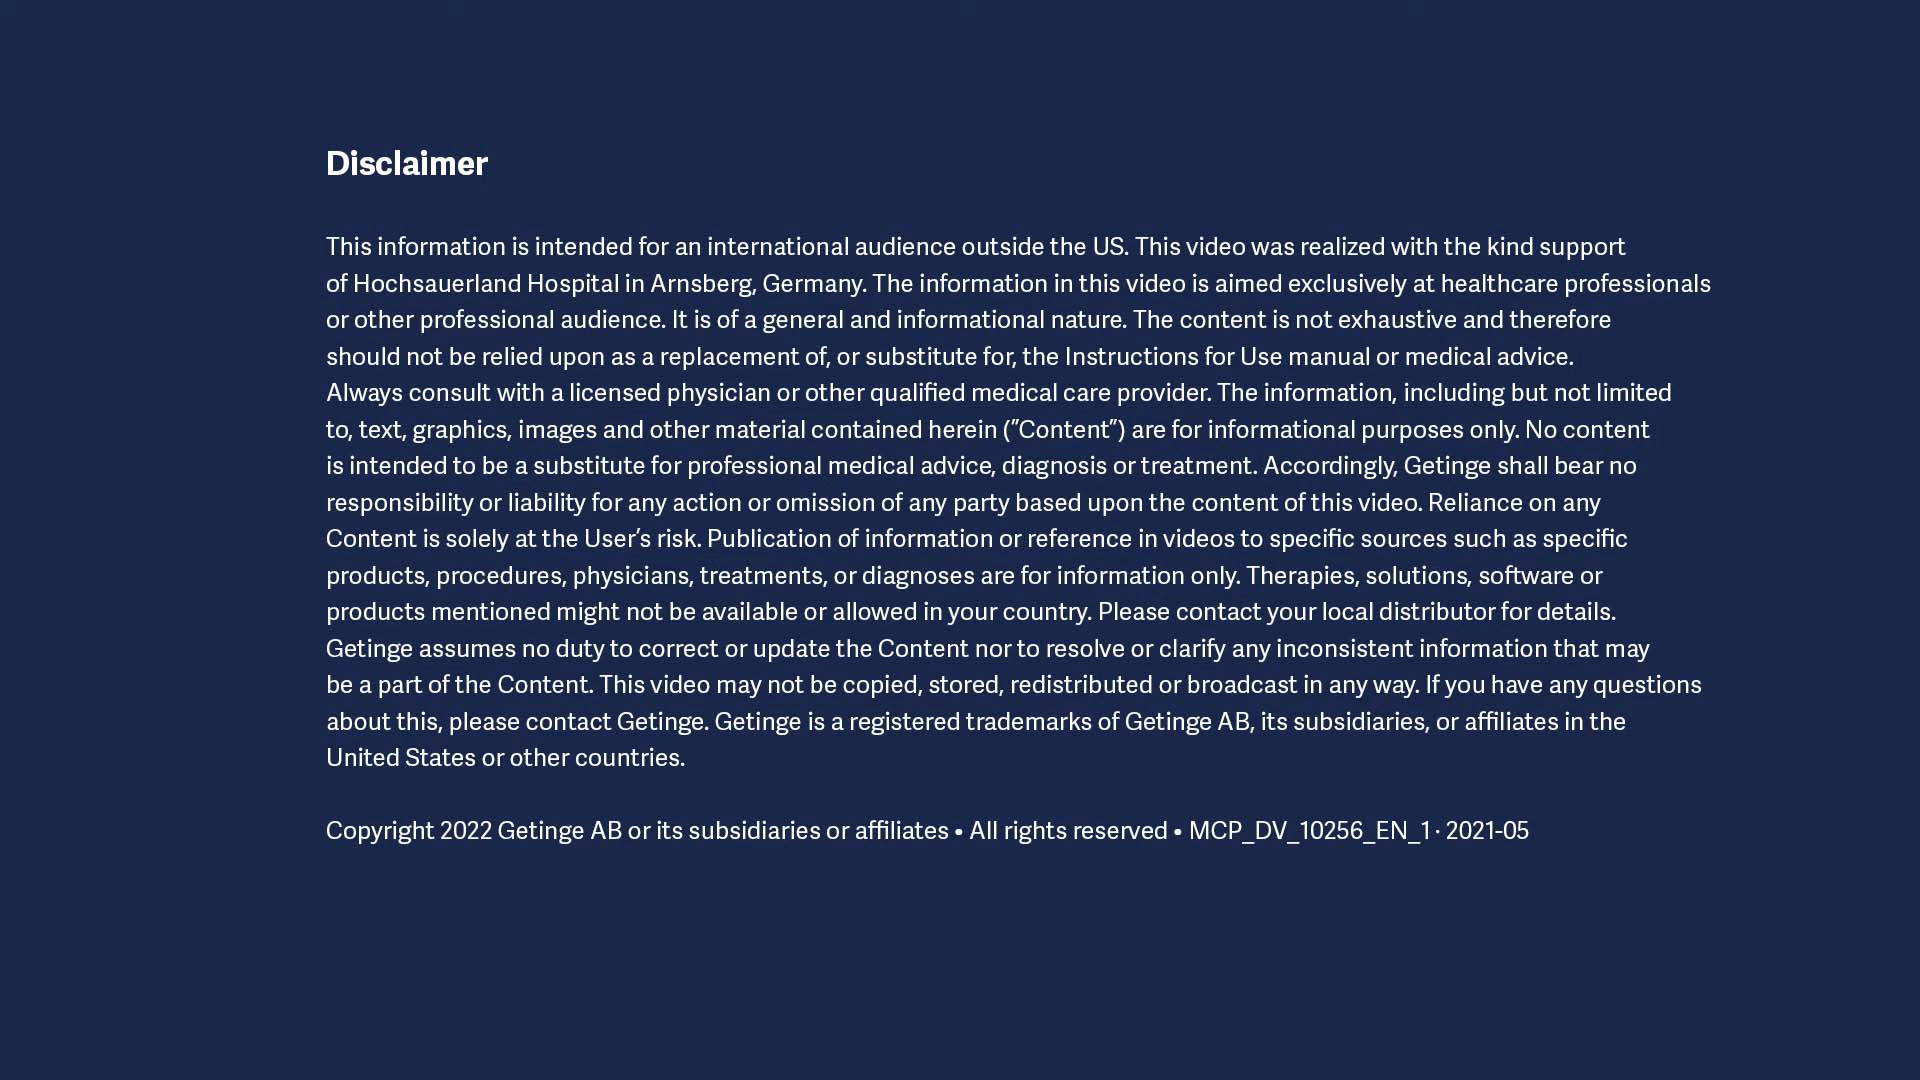 Disclaimer
This information is intended for an international audience outside the US. This video was realized with the kind support
of Hochsauerland Hospital in Arnsberg, Germany. The information in this video is aimed exclusively at healthcare professionals
or other professional audience. It is of a general and informational nature. The content is not exhaustive and therefore
should not be relied upon as a replacement of, or substitute for, the Instructions for Use manual or medical advice.
Always consult with a licensed physician or other qualified medical care provider. The information, including but not limited
to, text, graphics, images and other material contained herein (”Content”) are for informational purposes only. No content
is intended to be a substitute for professional medical advice, diagnosis or treatment. Accordingly, Getinge shall bear no
responsibility or liability for any action or omission of any party based upon the content of this video. Reliance on any
Content is solely at the User’s risk. Publication of information or reference in videos to specific sources such as specific
products, procedures, physicians, treatments, or diagnoses are for information only. Therapies, solutions, software or
products mentioned might not be available or allowed in your country. Please contact your local distributor for details.
Getinge assumes no duty to correct or update the Content nor to resolve or clarify any inconsistent information that may
be a part of the Content. This video may not be copied, stored, redistributed or broadcast in any way. If you have any questions
about this, please contact Getinge. Getinge is a registered trademarks of Getinge AB, its subsidiaries, or affiliates in the
United States or other countries.
Copyright 2022 Getinge AB or its subsidiaries or affiliates • All rights reserved • MCP_DV_10256_EN_1 · 2021-05